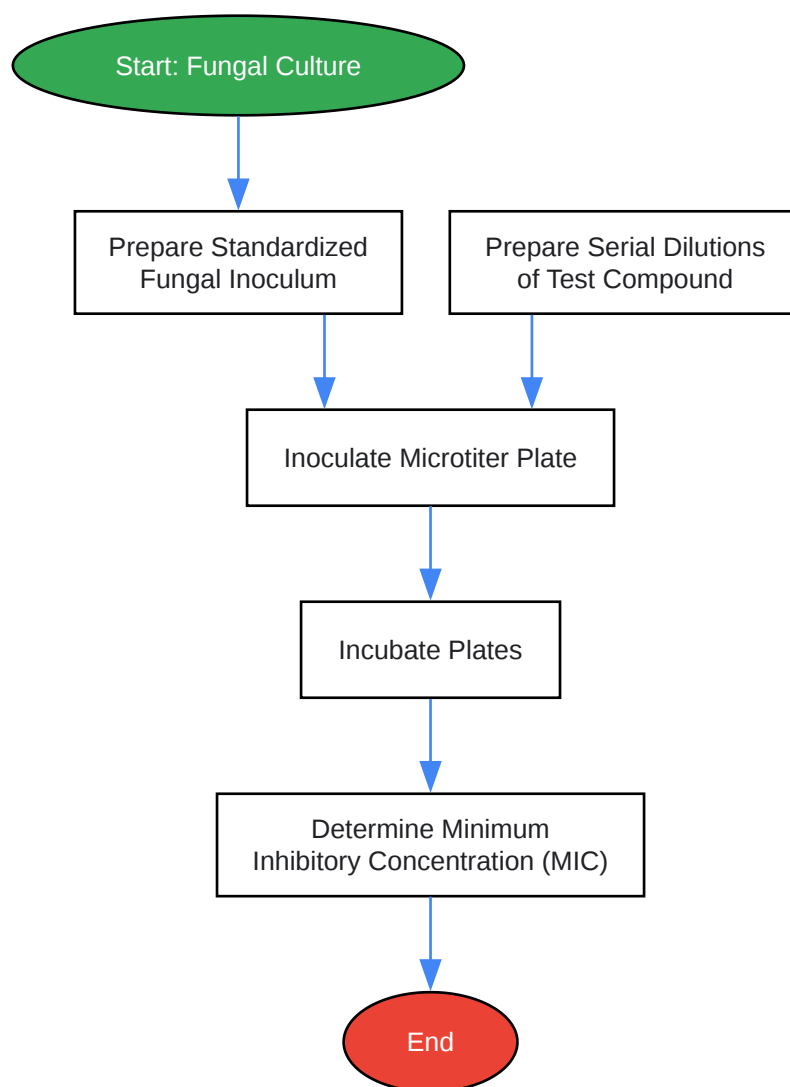 Start: Fungal Culture
Prepare Standardized
Fungal Inoculum
Prepare Serial Dilutions
of Test Compound
Inoculate Microtiter Plate
Incubate Plates
Determine Minimum
Inhibitory Concentration (MIC)
End